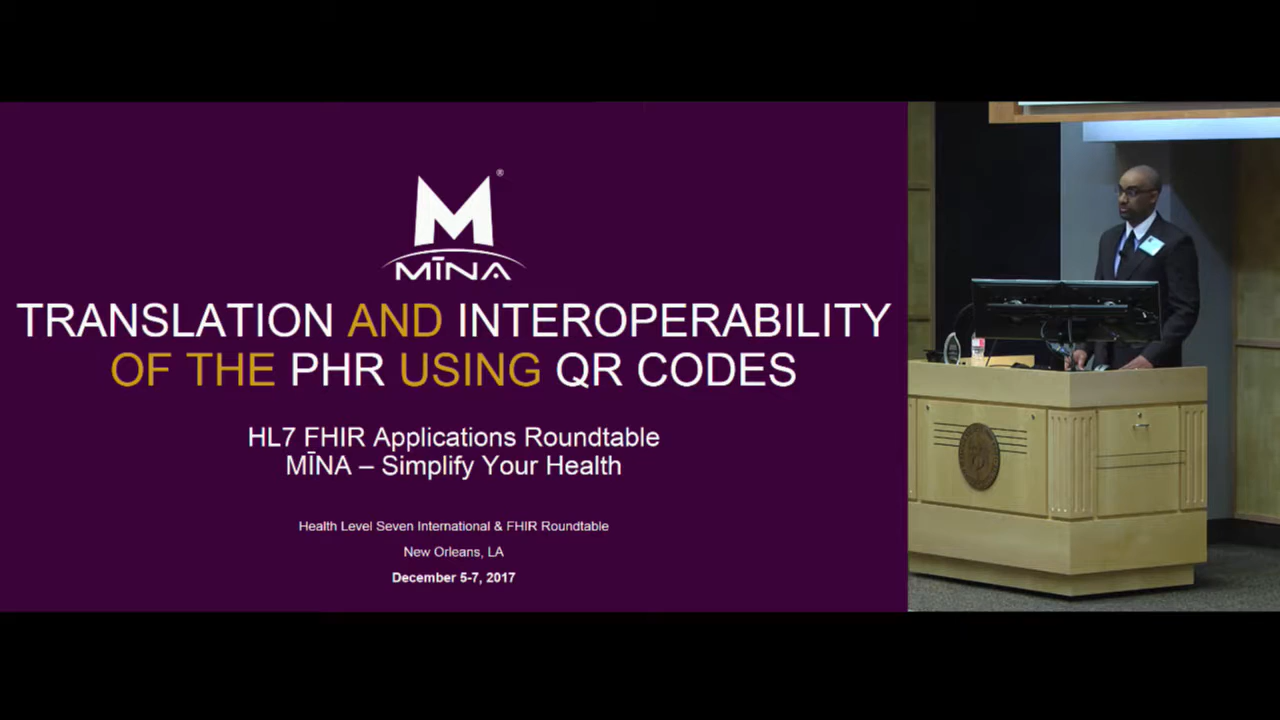 M®
MĪNA
TRANSLATION AND INTEROPERABILITY
OF THE PHR USING QR CODES
HL7 FHIR Applications Roundtable
MĪNA – Simplify Your Health
Health Level Seven International & FHIR Roundtable
New Orleans, LA
December 5-7, 2017